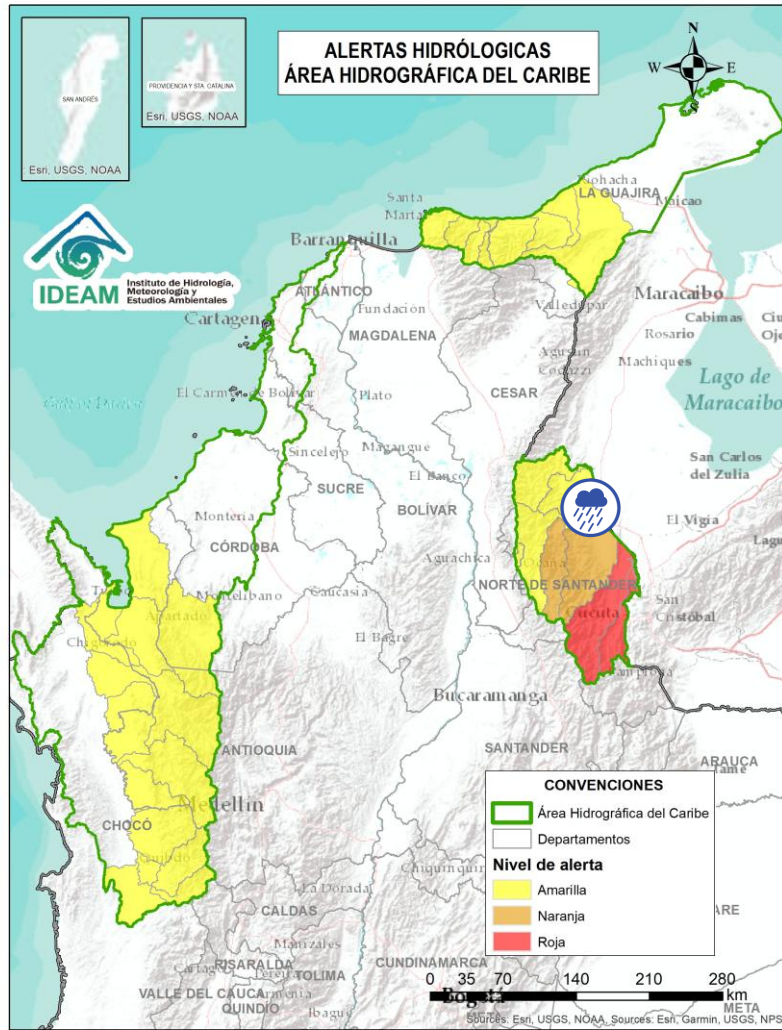 ALERTAS HIDRÓLOGICAS
ÁREA HIDROGRÁFICA DEL CARIBE
N
W E
S
SAN ANDRÉS
Esri, USGS, NOAA
PROVIDENCIA Y STA. CATALINA
Esri, USGS, NOAA
IDEAM
Instituto de Hidrología,
Meteorología y
Estudios Ambientales
LA GUAJIRA
Maicao
Santa
Marta
Barranquilla
ATLÁNTICO
Fundación
Valledupar
Maracaibo
Cabimas
Rosario
Machiques
MAGDALENA
CESAR
Lago de
Maracaibo
El Carmen de Bolívar
Plato
Sincelejo
Magangue
El Banco
San Carlos
del Zulia
SUCRE
BOLÍVAR
Montería
CÓRDOBA
El Vigía
Aguachica
NORTE DE SANTANDER
Cúcuta
San
Cristóbal
Montelíbano
Caucasia
Apartadó
El Bagre
Bucaramanga
ANTIOQUIA
SANTANDER
ARAUCA
Medellín
CHOCÓ
Quibdó
La Dorada
CALDAS
Manizales
RISARALDA
TOLIMA
CUNDINAMARCA
VALLE DEL CAUCA
QUINDÍO
Ibagué
Bogotá
META
META
CONVENCIONES
Área Hidrográfica del Caribe
Departamentos
Nivel de alerta
Amarilla
Naranja
Roja
0 35 70 140 210 280
km
Sources: Esri, USGS, NOAA, Sources: Esri, Garmin, USGS, NPS